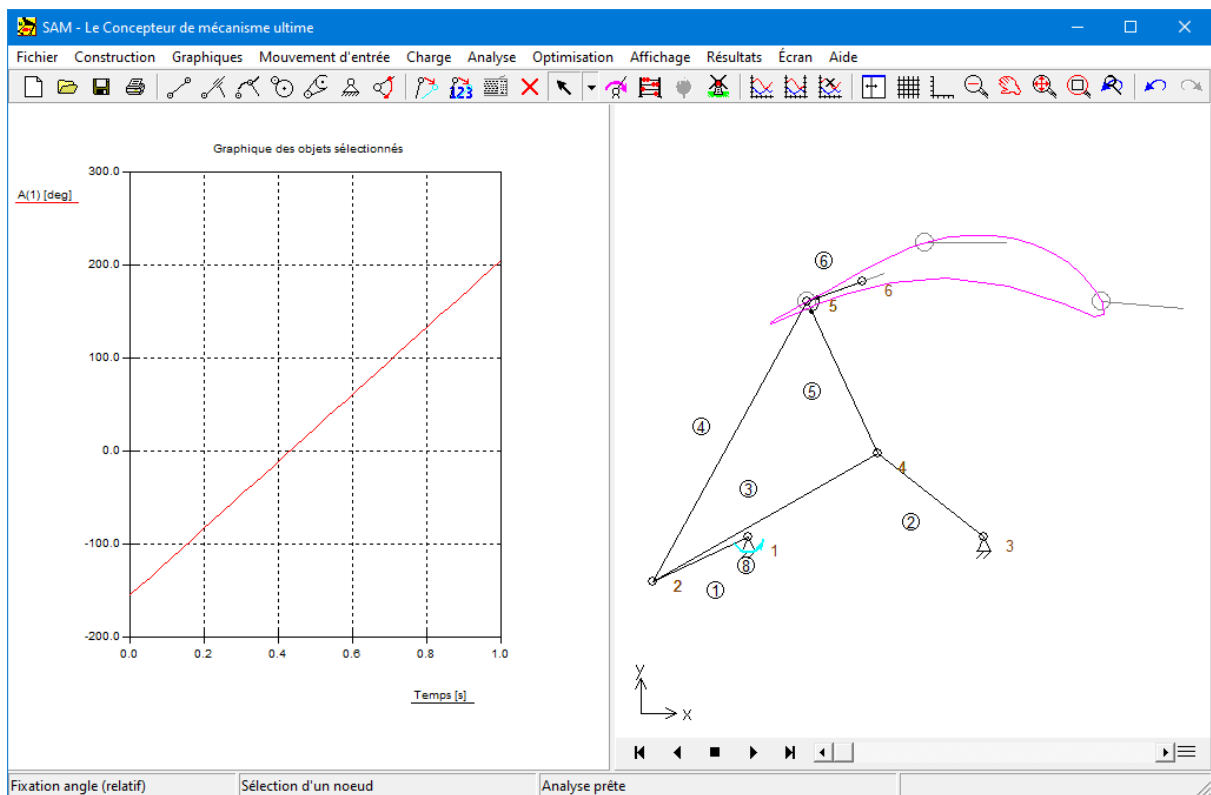 SAM - Le Concepteur de mécanisme ultime
Fichier Construction Graphiques Mouvement d'entrée Charge Analyse Optimisation Affichage Résultats Écran Aide
123
Graphique des objets sélectionnés
A(1) [deg]
300.0
200.0
100.0
0.0
-100.0
-200.0
0.0 0.2 0.4 0.6 0.8 1.0
Temps [s]
6
6
5
5
4
4
3
2
3
1
8
2
1
y
x
Fixation angle (relatif) Sélection d'un noeud Analyse prête